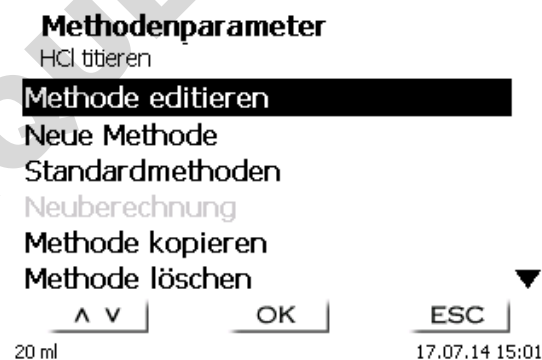 Methodenparameter
HCl titieren
Methode editieren
Neue Methode
Standardmethoden
Neuberechnung
Methode kopieren
Methode löschen
∧ ∨ OK ESC
20 ml 17.07.14 15:01